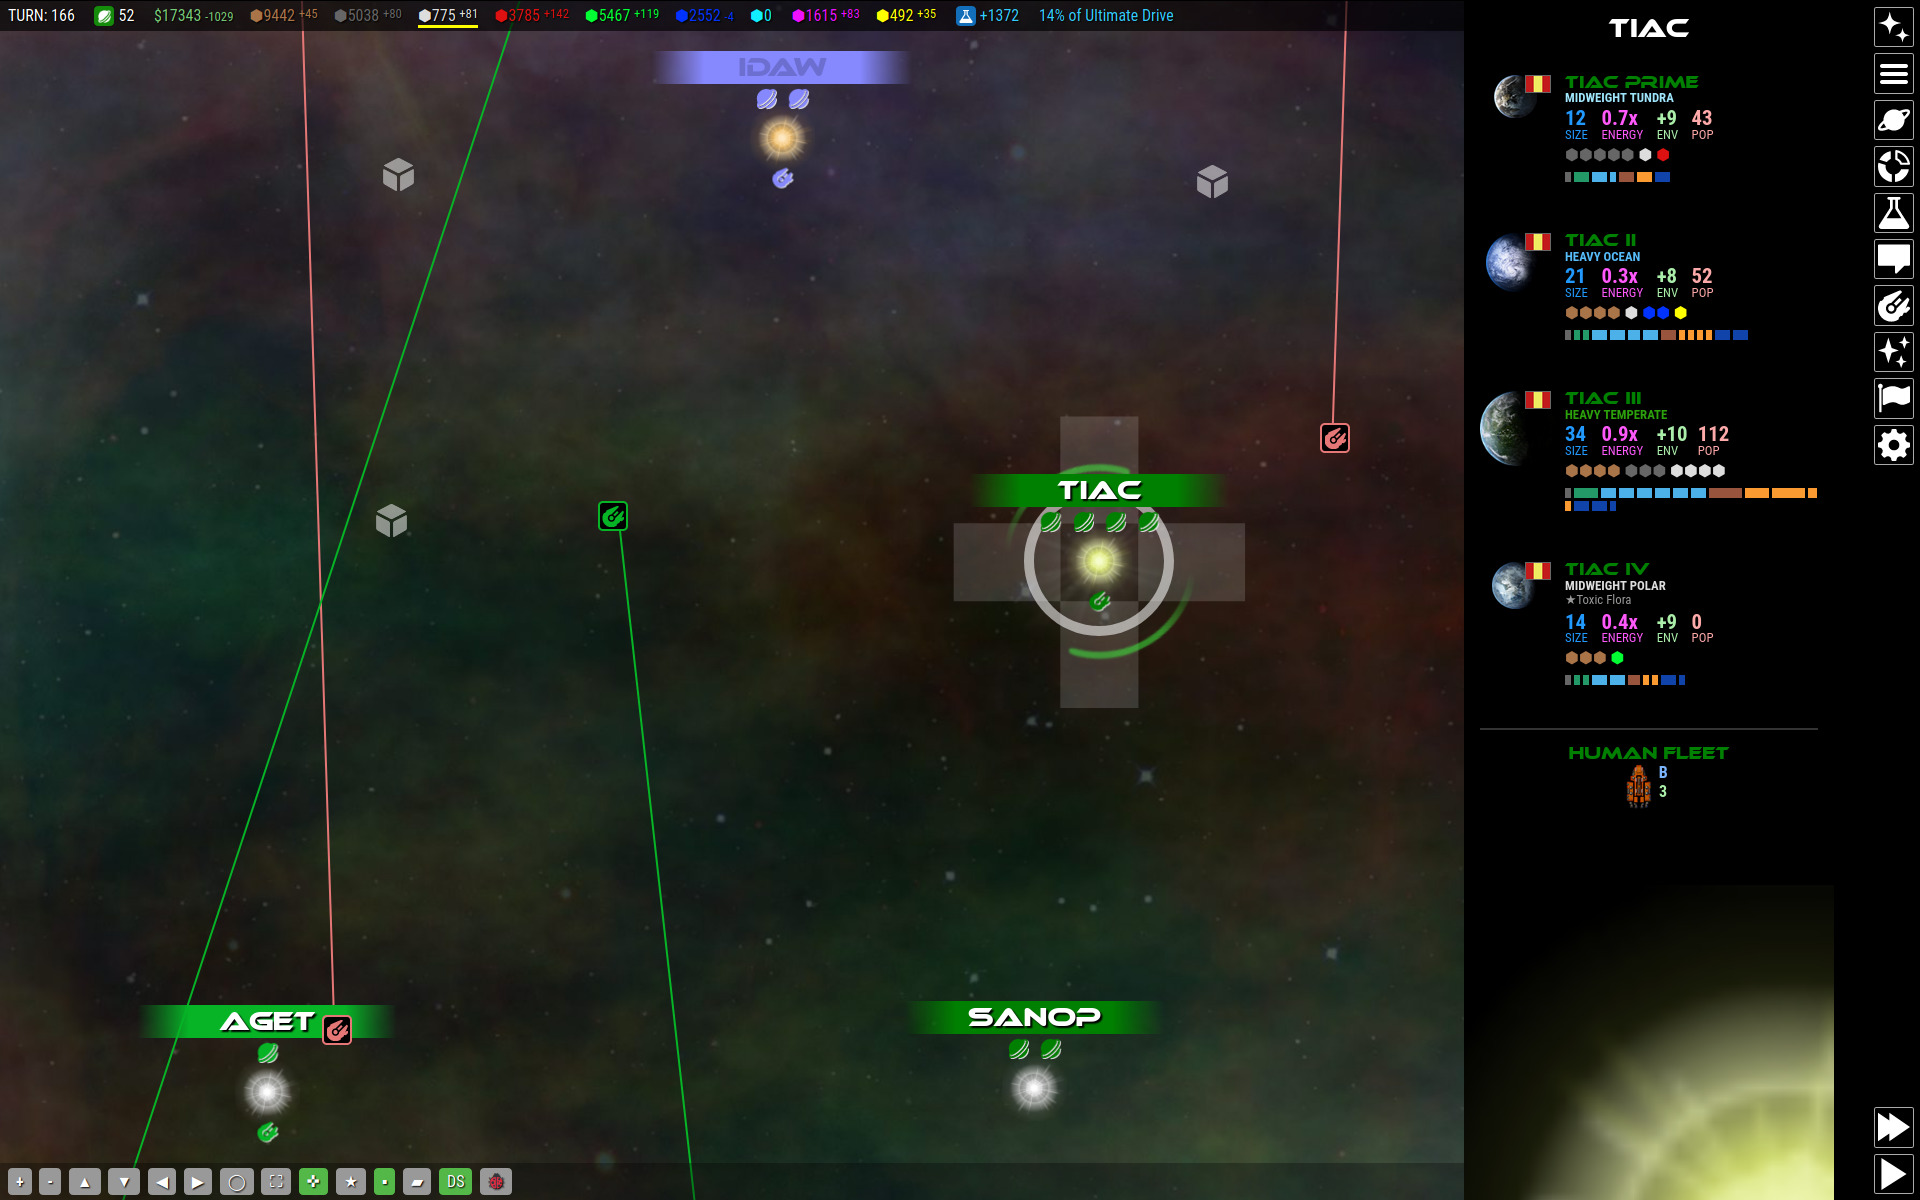 TURN: 166 52 $17343 -1029 9442 +45 5038 +80 775 +81 3785 +142 5467 +119 2552 -4 0 1615 +83 492 +35 +1372 14% of Ultimate Drive
IDAW
TIAC
AGET
SANOP
+ - DS
TIAC
TIAC PRIME
MIDWEIGHT TUNDRA
12 0.7x +9 43
SIZE ENERGY ENV POP
TIAC II
HEAVY OCEAN
21 0.3x +8 52
SIZE ENERGY ENV POP
TIAC III
HEAVY TEMPERATE
34 0.9x +10 112
SIZE ENERGY ENV POP
TIAC IV
MIDWEIGHT POLAR
★Toxic Flora
14 0.4x +9 0
SIZE ENERGY ENV POP
HUMAN FLEET
B
3